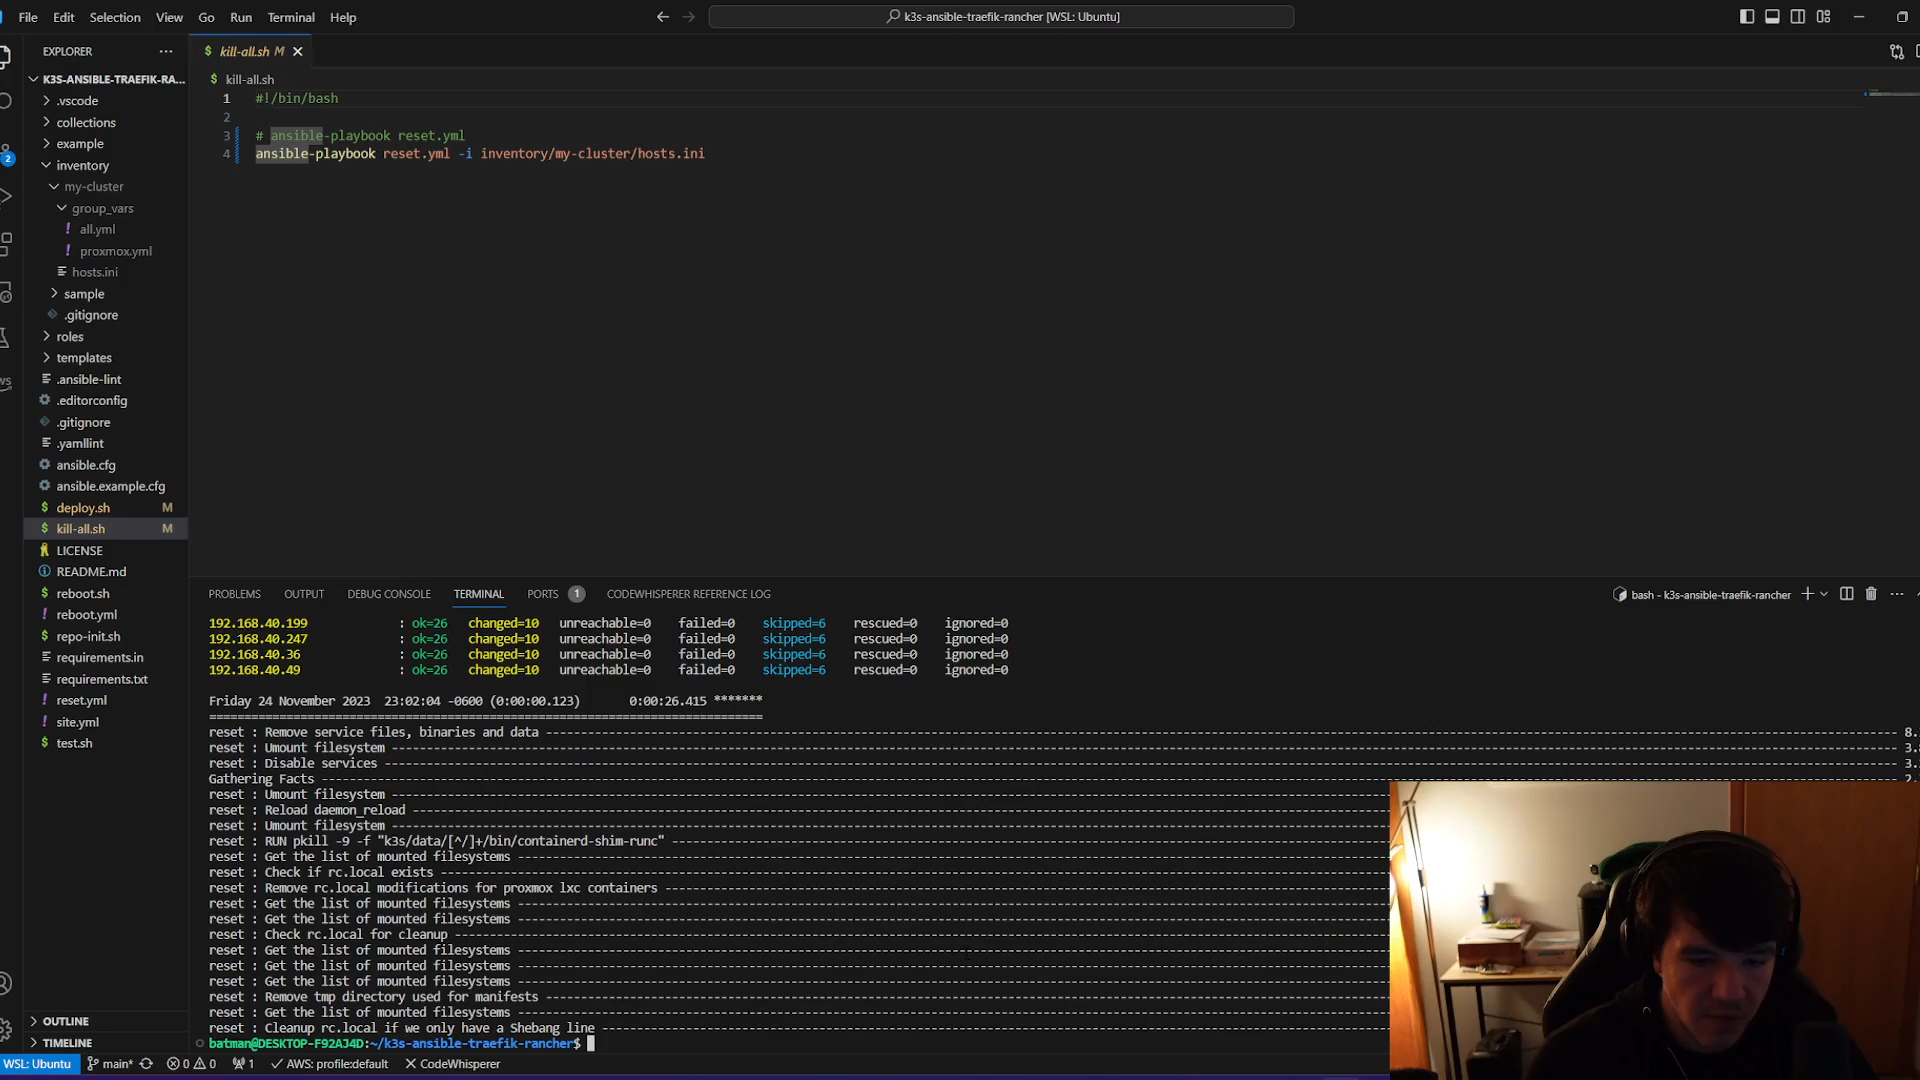 File Edit Selection View Go Run Terminal Help
k3s-ansible-traefik-rancher [WSL: Ubuntu]
EXPLORER
kill-all.sh M
K3S-ANSIBLE-TRAEFIK-RA...
.vscode
collections
example
inventory
my-cluster
group_vars
all.yml
proxmox.yml
hosts.ini
sample
.gitignore
roles
templates
.ansible-lint
.editorconfig
.gitignore
.yamllint
ansible.cfg
ansible.example.cfg
deploy.sh M
kill-all.sh M
LICENSE
README.md
reboot.sh
reboot.yml
repo-init.sh
requirements.in
requirements.txt
reset.yml
site.yml
test.sh
OUTLINE
TIMELINE
2
kill-all.sh
1 #!/bin/bash
2
3 # ansible-playbook reset.yml
4 ansible-playbook reset.yml -i inventory/my-cluster/hosts.ini
PROBLEMS OUTPUT DEBUG CONSOLE TERMINAL PORTS 1 CODEWHISPERER REFERENCE LOG
bash - k3s-ansible-traefik-rancher
192.168.40.199 : ok=26 changed=10 unreachable=0 failed=0 skipped=6 rescued=0 ignored=0
192.168.40.247 : ok=26 changed=10 unreachable=0 failed=0 skipped=6 rescued=0 ignored=0
192.168.40.36 : ok=26 changed=10 unreachable=0 failed=0 skipped=6 rescued=0 ignored=0
192.168.40.49 : ok=26 changed=10 unreachable=0 failed=0 skipped=6 rescued=0 ignored=0
Friday 24 November 2023 23:02:04 -0600 (0:00:00.123) 0:00:26.415 *******
===============================================================================
reset : Remove service files, binaries and data --- 8.
reset : Umount filesystem --- 3.
reset : Disable services --- 3.
Gathering Facts --- 2.
reset : Umount filesystem ---
reset : Reload daemon_reload ---
reset : Umount filesystem ---
reset : RUN pkill -9 -f "k3s/data/[^/]+/bin/containerd-shim-runc" ---
reset : Get the list of mounted filesystems ---
reset : Check if rc.local exists ---
reset : Remove rc.local modifications for proxmox lxc containers ---
reset : Get the list of mounted filesystems ---
reset : Get the list of mounted filesystems ---
reset : Check rc.local for cleanup ---
reset : Get the list of mounted filesystems ---
reset : Get the list of mounted filesystems ---
reset : Get the list of mounted filesystems ---
reset : Remove tmp directory used for manifests ---
reset : Get the list of mounted filesystems ---
reset : Cleanup rc.local if we only have a Shebang line ---
batman@DESKTOP-F92AJ4D:~/k3s-ansible-traefik-rancher$
WSL: Ubuntu main* 0 0 1 AWS: profile:default CodeWhisperer